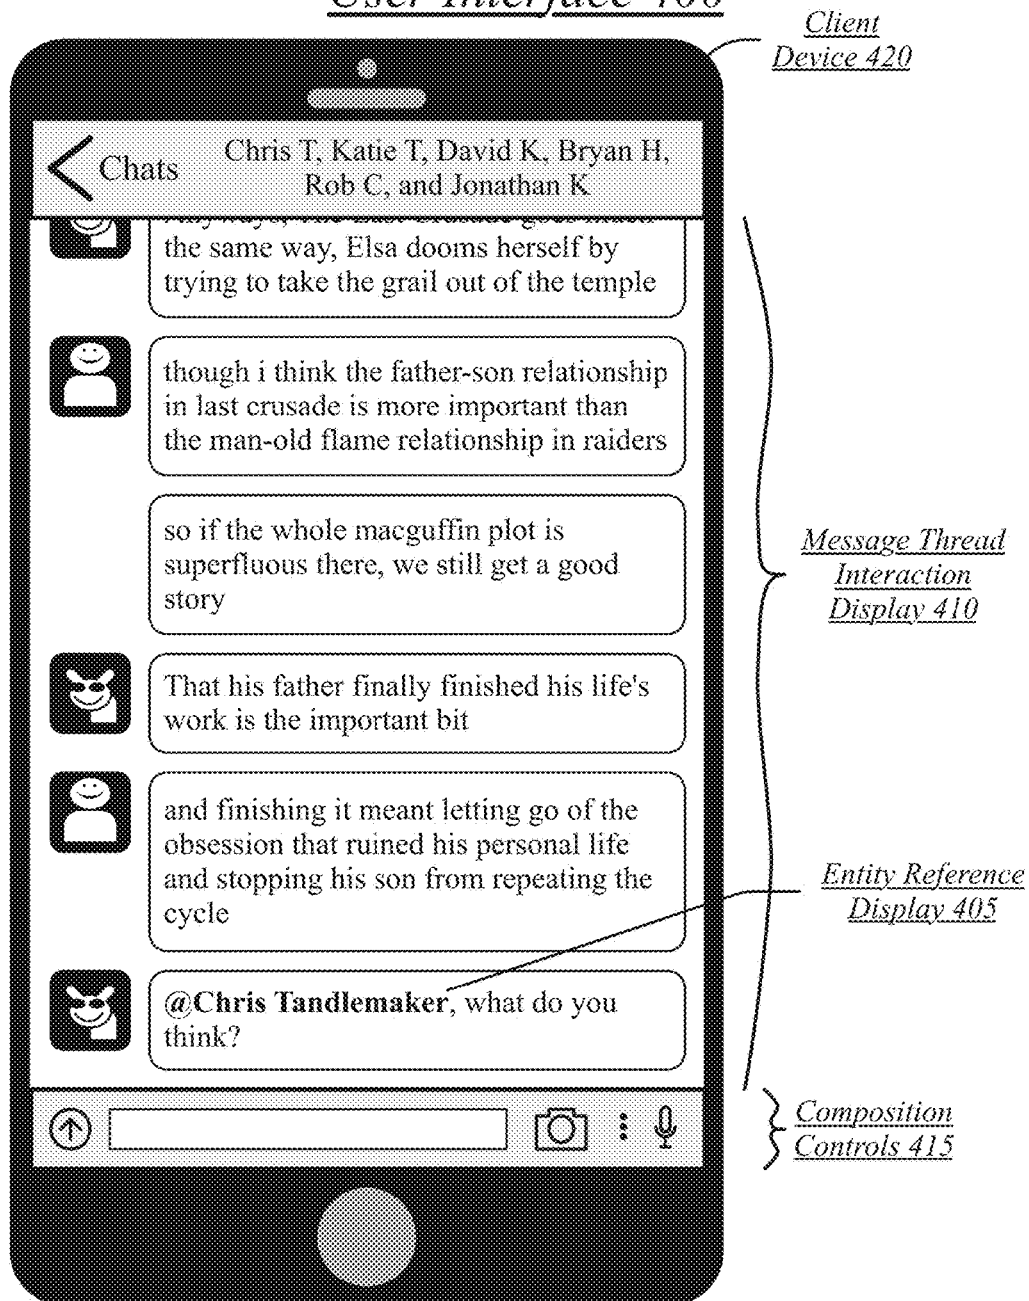 User Interface 400
Client
Device 420
Chats
Chris T, Katie T, David K, Bryan H,
Rob C, and Jonathan K
the same way, Elsa dooms herself by
trying to take the grail out of the temple
though i think the father-son relationship
in last crusade is more important than
the man-old flame relationship in raiders
so if the whole macguffin plot is
superfluous there, we still get a good
story
Message Thread
Interaction
Display 410
That his father finally finished his life's
work is the important bit
and finishing it meant letting go of the
obsession that ruined his personal life
and stopping his son from repeating the
cycle
Entity Reference
Display 405
@Chris Tandlemaker, what do you
think?
Composition
Controls 415